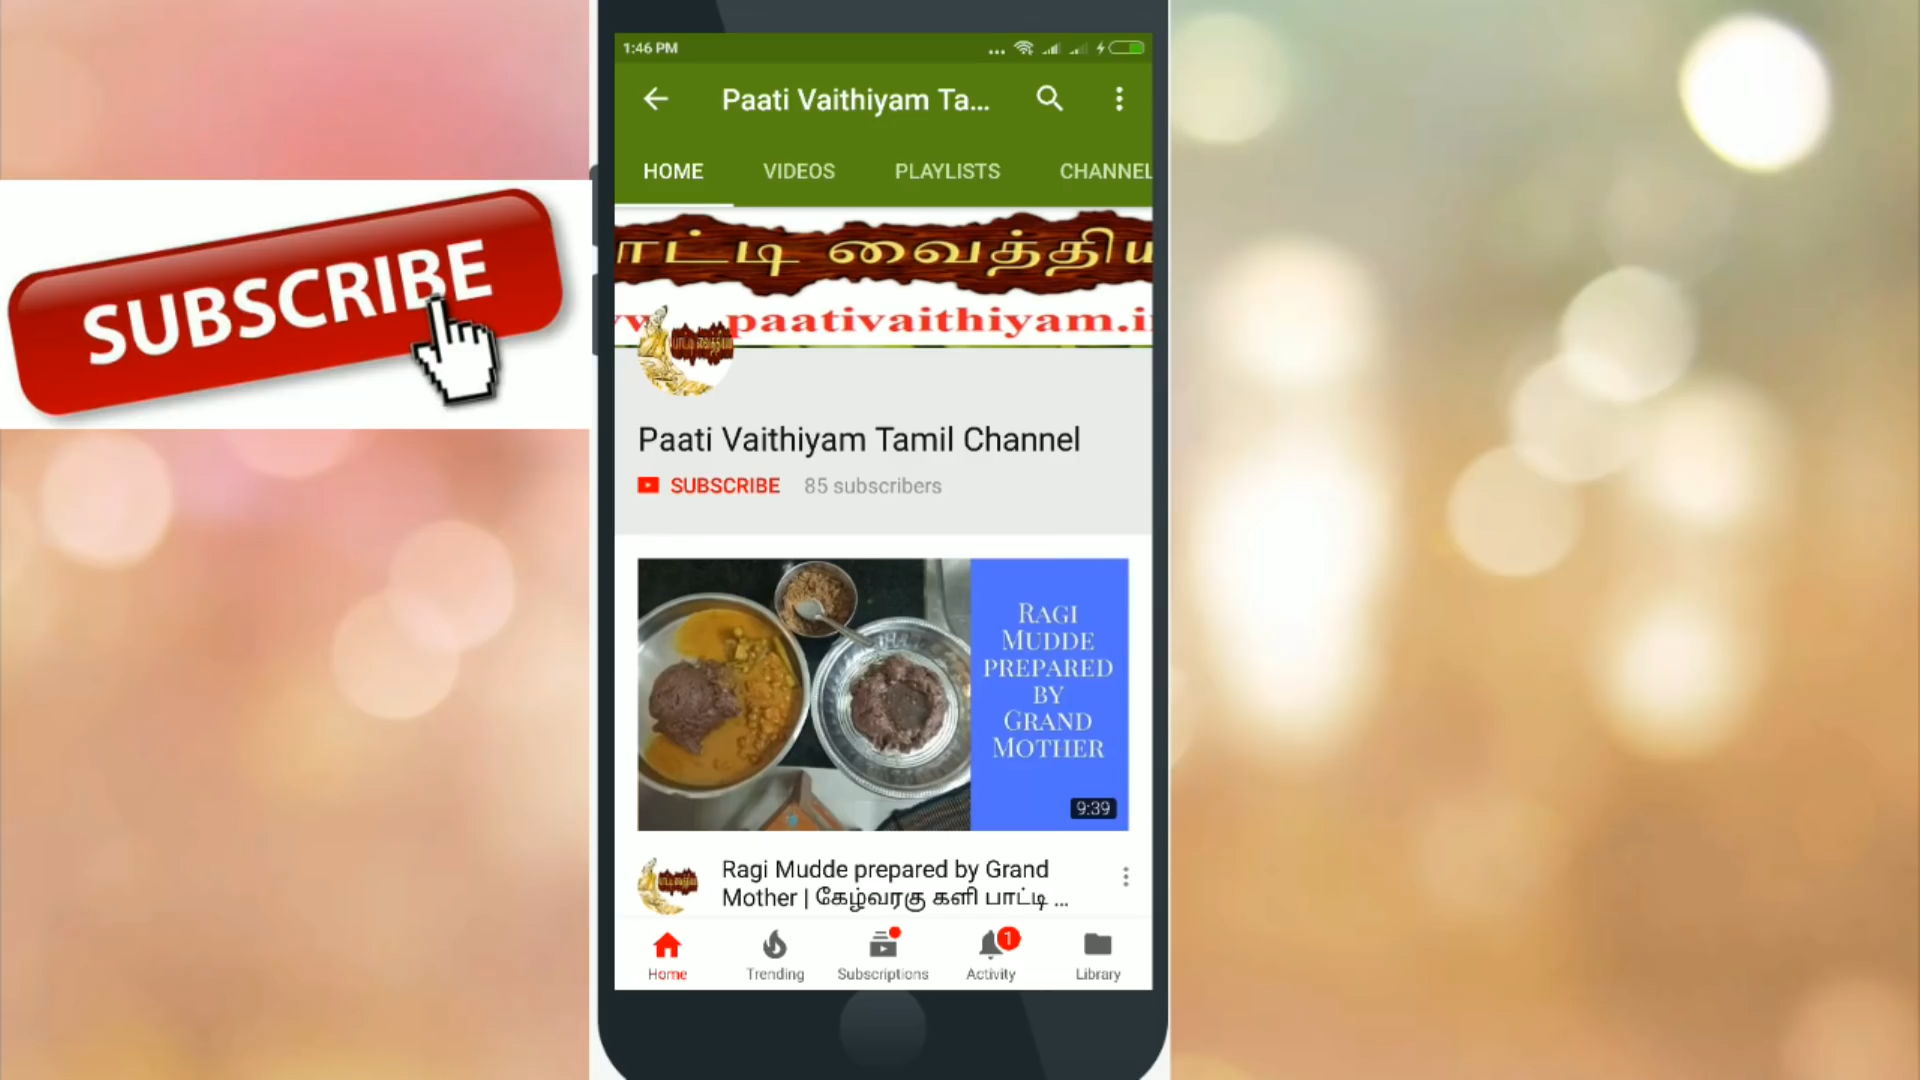 1:46 PM
Paati Vaithiyam Ta...
HOME VIDEOS PLAYLISTS CHANNEL
SUBSCRIBE
ாட்டி வைத்திய
paativaithiyam.i
பாட்டி வைத்திய
Paati Vaithiyam Tamil Channel
SUBSCRIBE 85 subscribers
RAGI
MUDDE
PREPARED
BY
GRAND
MOTHER
9:39
Ragi Mudde prepared by Grand
Mother | கேழ்வரகு களி பாட்டி ...
1
Home Trending Subscriptions Activity Library